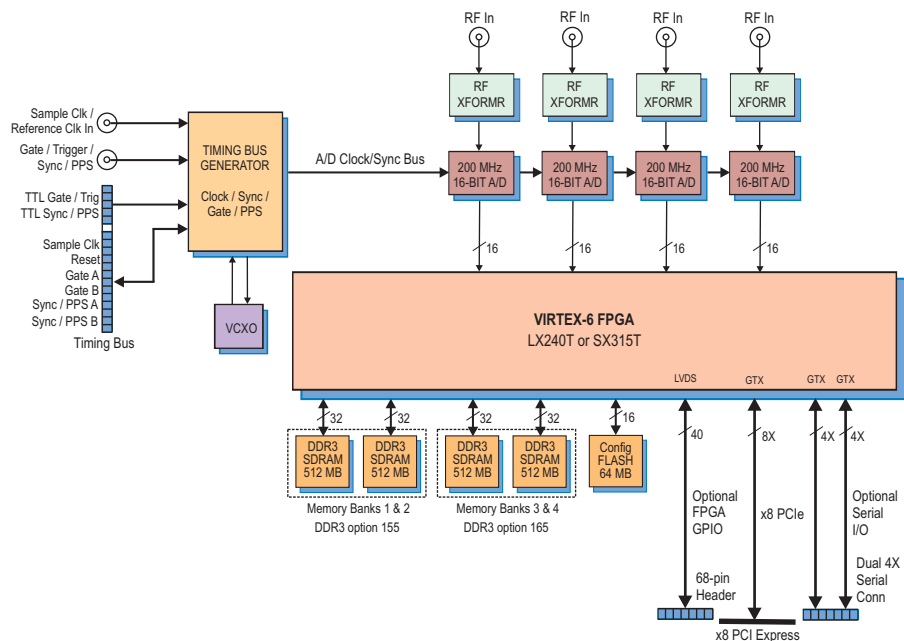 RF In
RF In
RF In
RF In
RF
XFORMR
RF
XFORMR
RF
XFORMR
RF
XFORMR
Sample Clk /
Reference Clk In
Gate / Trigger /
Sync / PPS
TTL Gate / Trig
TTL Sync / PPS
Sample Clk
Reset
Gate A
Gate B
Sync / PPS A
Sync / PPS B
Timing Bus
TIMING BUS
GENERATOR
Clock / Sync /
Gate / PPS
VCXO
A/D Clock/Sync Bus
200 MHz
16-BIT A/D
200 MHz
16-BIT A/D
200 MHz
16-BIT A/D
200 MHz
16-BIT A/D
16
16
16
16
VIRTEX-6 FPGA
LX240T or SX315T
LVDS
GTX
GTX
GTX
32
32
32
32
16
40
8X
4X
4X
DDR3
SDRAM
512 MB
DDR3
SDRAM
512 MB
DDR3
SDRAM
512 MB
DDR3
SDRAM
512 MB
Config
FLASH
64 MB
Memory Banks 1 & 2
DDR3 option 155
Memory Banks 3 & 4
DDR3 option 165
Optional
FPGA
GPIO
x8 PCIe
Optional
Serial
I/O
68-pin
Header
Dual 4X
Serial
Conn
x8 PCI Express